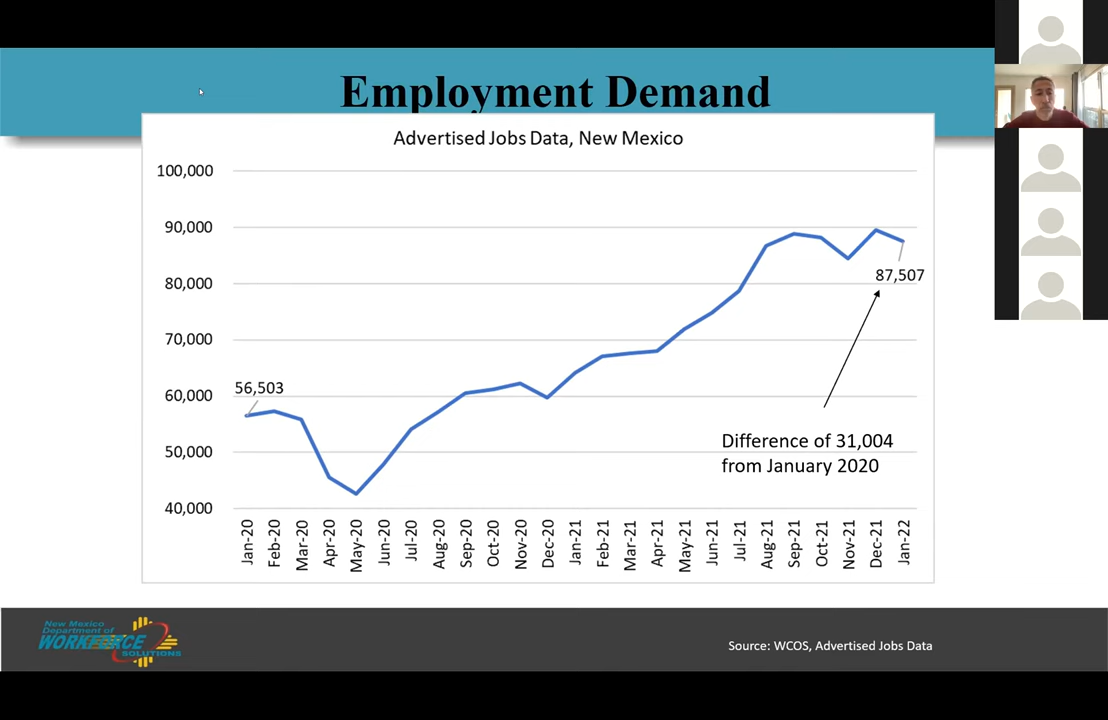 Employment Demand
Advertised Jobs Data, New Mexico
100,000
90,000
80,000
70,000
60,000
50,000
40,000
56,503
87,507
Difference of 31,004
from January 2020
Jan-20
Feb-20
Mar-20
Apr-20
May-20
Jun-20
Jul-20
Aug-20
Sep-20
Oct-20
Nov-20
Dec-20
Jan-21
Feb-21
Mar-21
Apr-21
May-21
Jun-21
Jul-21
Aug-21
Sep-21
Oct-21
Nov-21
Dec-21
Jan-22
New Mexico
Department of
WORKFORCE
SOLUTIONS
Source: WCOS, Advertised Jobs Data